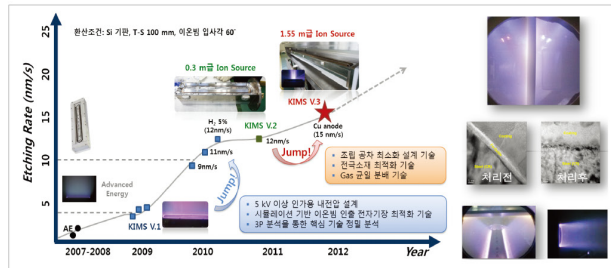 환산조건: Si 기판, T-S 100 mm, 이온빔 입사각 60˚
Etching Rate (nm/s)
25
20
15
10
5
0.3 m급 Ion Source
1.55 m급 Ion Source
H₂ 5%
(12nm/s)
KIMS V.2
KIMS V.3
Cu anode
(15 nm/s)
12nm/s
11nm/s
9nm/s
Jump!
Jump!
조립 공차 최소화 설계 기술
전극소재 최적화 기술
Gas 균일 분배 기술
Advanced
Energy
AE
KIMS V.1
5 kV 이상 인가용 내전압 설계
시뮬레이션 기반 이온빔 인출 전자기장 최적화 기술
3P 분석을 통한 핵심 기술 정밀 분석
2007-2008
2009
2010
2011
2012
Year
처리전
처리후